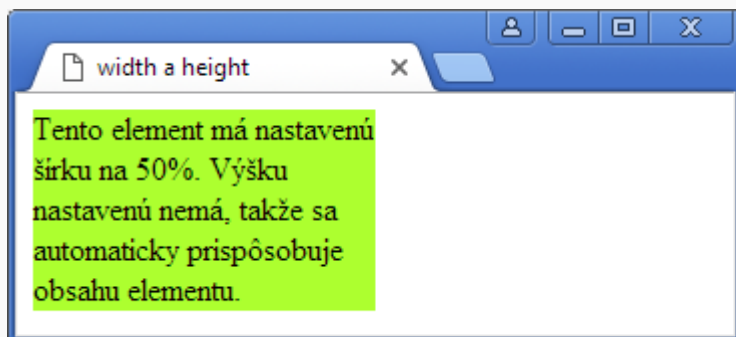 width a height
Tento element má nastavenú
šírku na 50%. Výšku
nastavenú nemá, takže sa
automaticky prispôsobuje
obsahu elementu.